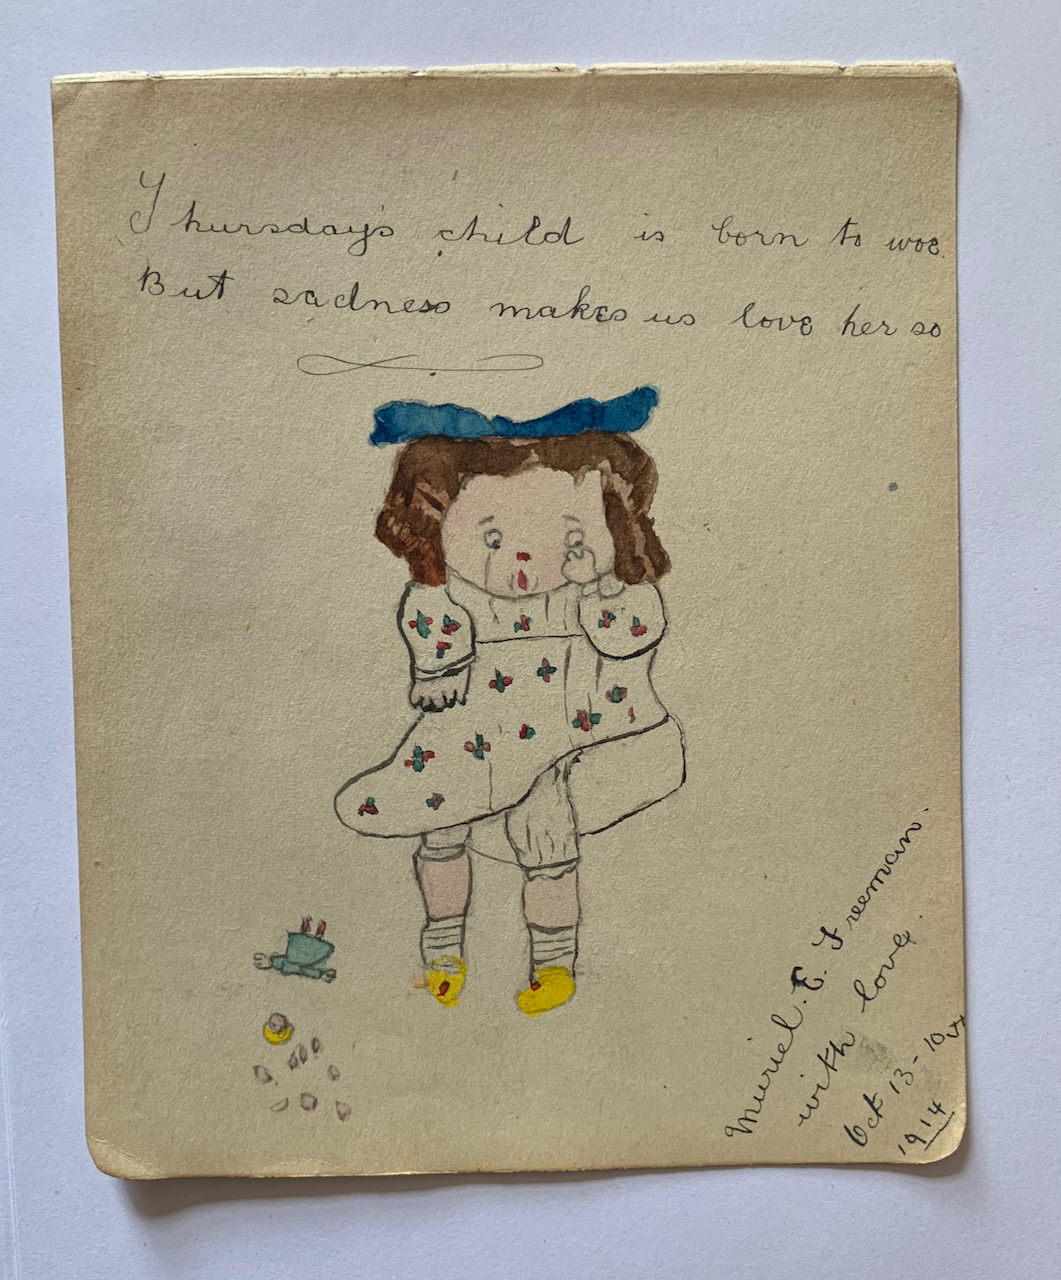 Thursday's child is born to woe.
But sadness makes us love her so
Muriel. E. Freeman.
with love.
Oct 13-10th
1914